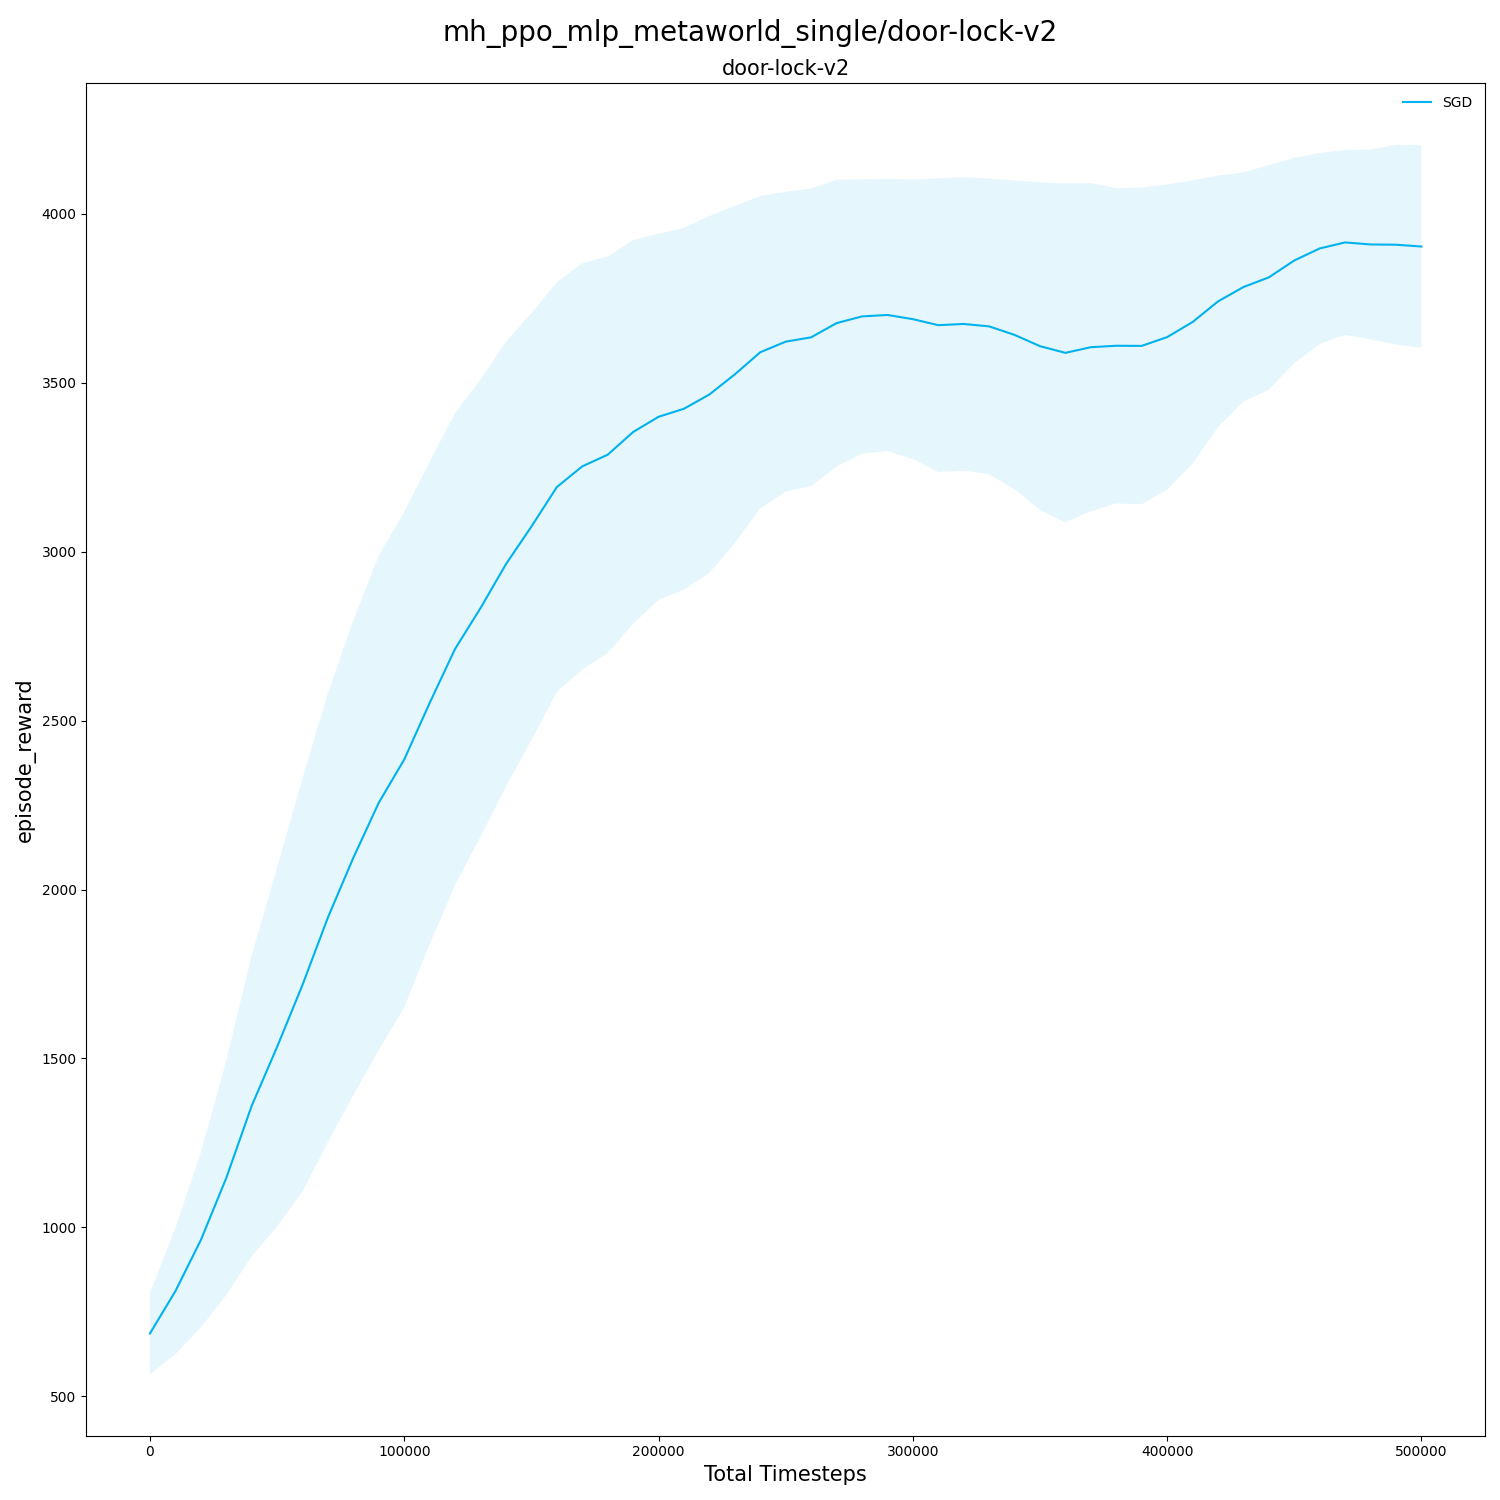 mh_ppo_mlp_metaworld_single/door-lock-v2
door-lock-v2
SGD
4000
3500
3000
2500
2000
1500
1000
500
episode_reward
0 100000 200000 300000 400000 500000
Total Timesteps